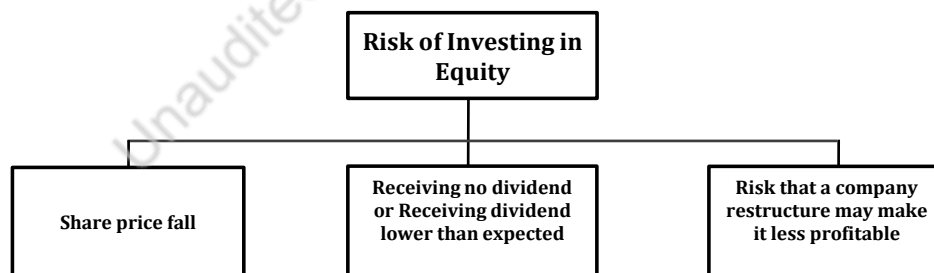 Unaudited
Risk of Investing in
Equity
Share price fall
Receiving no dividend
or Receiving dividend
lower than expected
Risk that a company
restructure may make
it less profitable